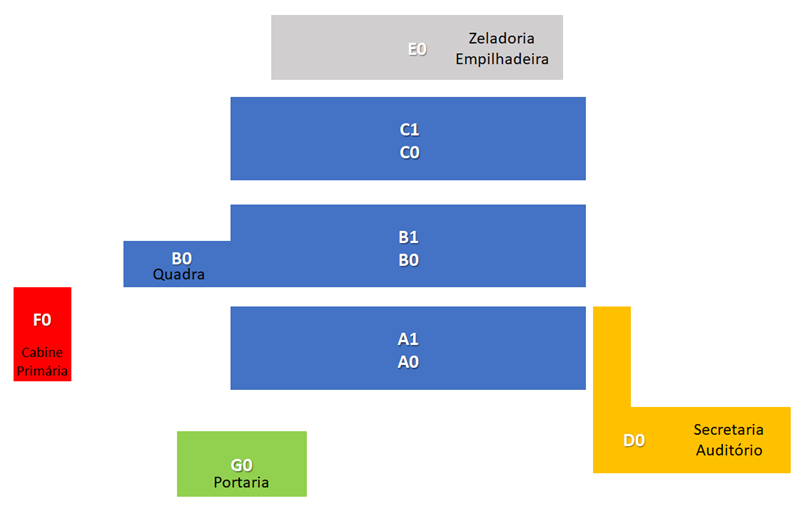 E0
Zeladoria
Empilhadeira
C1
C0
B1
B0
B0
Quadra
F0
Cabine
Primária
A1
A0
D0
Secretaria
Auditório
G0
Portaria